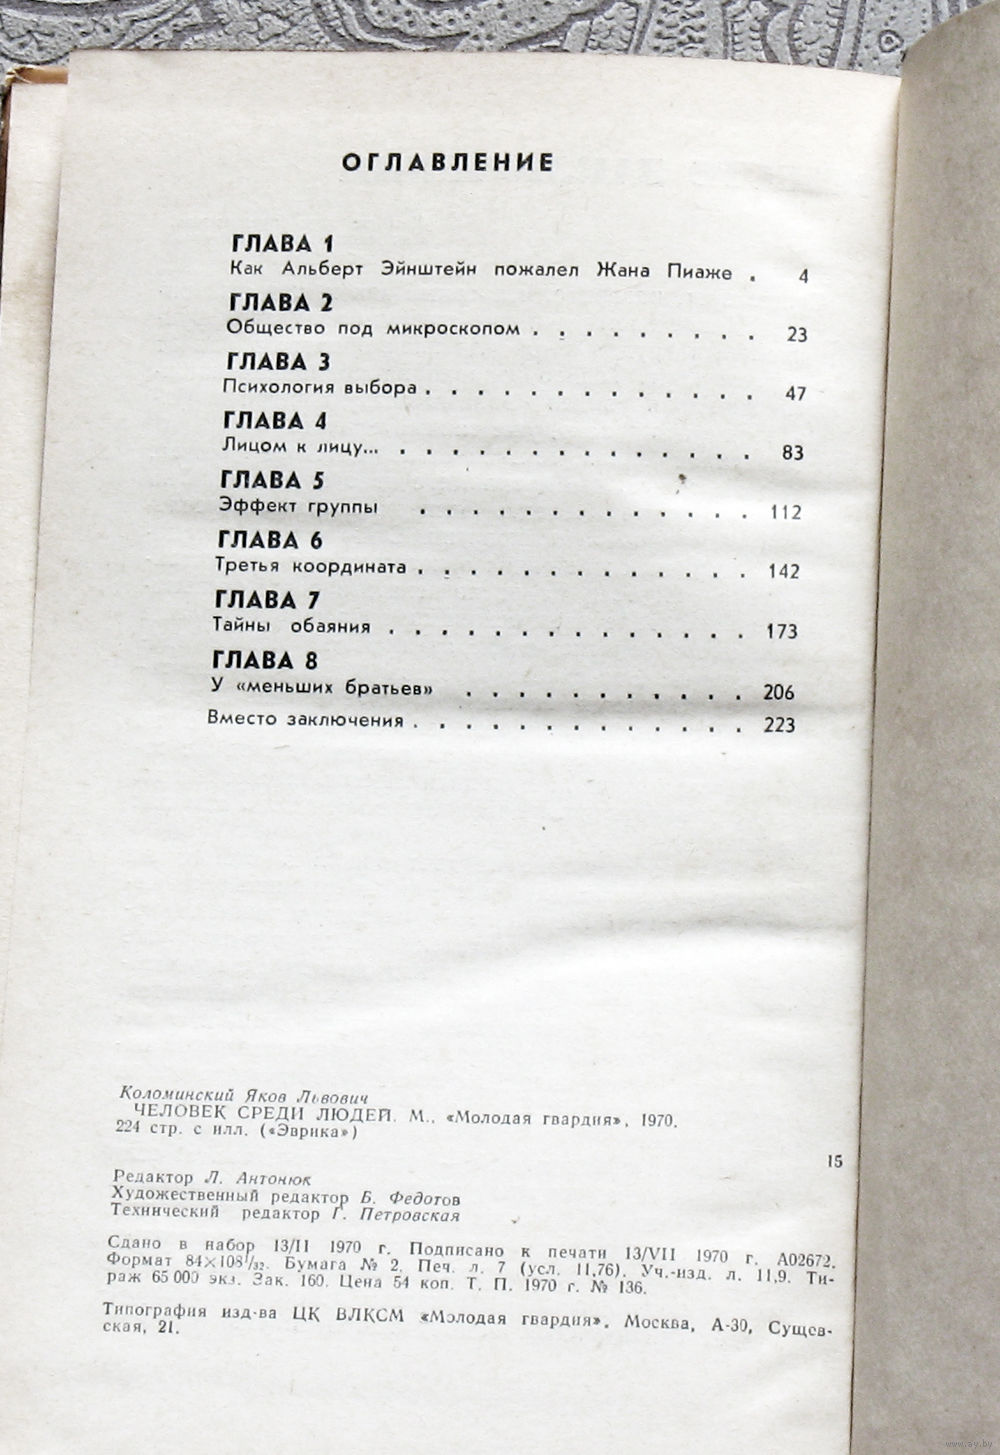 ОГЛАВЛЕНИЕ
ГЛАВА 1
Как Альберт Эйнштейн пожалел Жана Пиаже . 4
ГЛАВА 2
Общество под микроскопом . . . . . . . . . 23
ГЛАВА 3
Психология выбора . . . . . . . . . . . . . 47
ГЛАВА 4
Лицом к лицу... . . . . . . . . . . . . . . 83
ГЛАВА 5
Эффект группы . . . . . . . . . . . . . 112
ГЛАВА 6
Третья координата . . . . . . . . . . . . . 142
ГЛАВА 7
Тайны обаяния . . . . . . . . . . . . . . 173
ГЛАВА 8
У «меньших братьев» . . . . . . . . . . . 206
Вместо заключения . . . . . . . . . . . . . 223
Коломинский Яков Львович
ЧЕЛОВЕК СРЕДИ ЛЮДЕЙ. М., «Молодая гвардия», 1970.
224 стр. с илл. («Эврика»)
15
Редактор Л. Антонюк
Художественный редактор Б. Федотов
Технический редактор Г. Петровская
Сдано в набор 13/II 1970 г. Подписано к печати 13/VII 1970 г. А02672.
Формат 84×108¹/₃₂. Бумага № 2. Печ. л. 7 (усл. 11,76). Уч.-изд. л. 11,9. Ти-
раж 65 000 экз. Зак. 160. Цена 54 коп. Т. П. 1970 г. № 136.
Типография изд-ва ЦК ВЛКСМ «Молодая гвардия». Москва, А-30, Сущев-
ская, 21.
www.ay.by